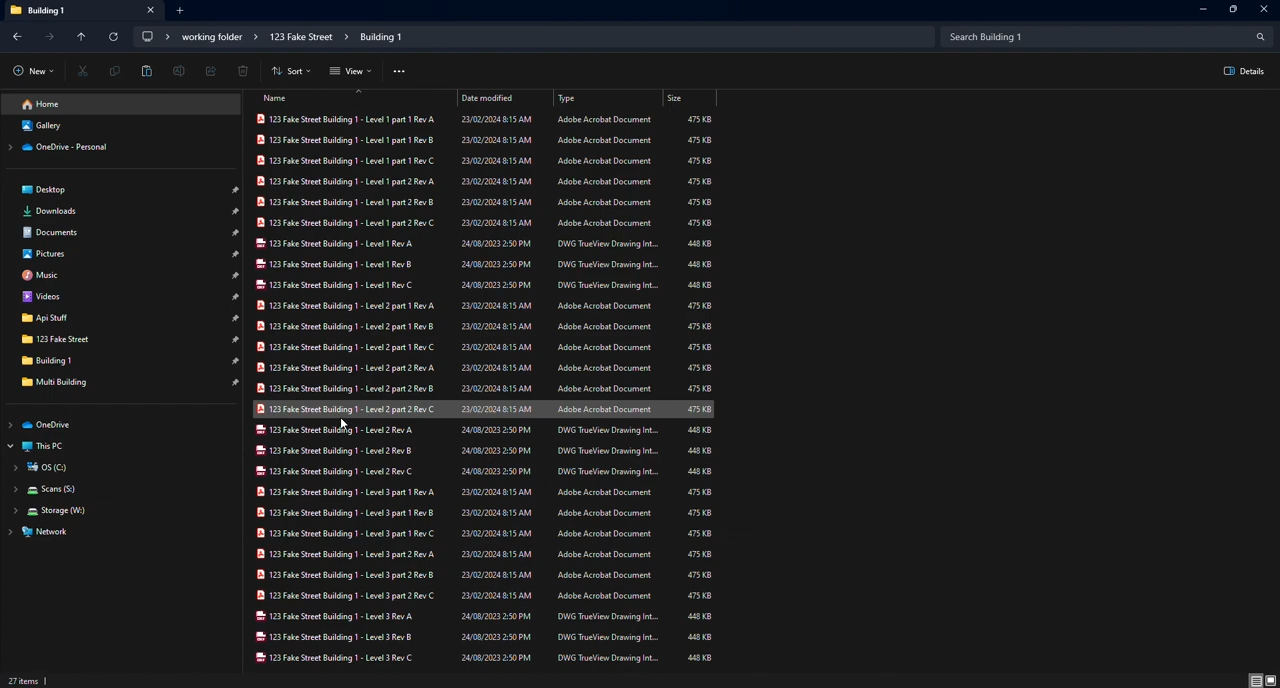 Building 1
working folder > 123 Fake Street > Building 1
Search Building 1
New
Sort
View
Details
Home
Gallery
OneDrive - Personal
Desktop
Downloads
Documents
Pictures
Music
Videos
Api Stuff
123 Fake Street
Building 1
Multi Building
OneDrive
This PC
OS (C:)
Scans (S:)
Storage (W:)
Network
Name Date modified Type Size
123 Fake Street Building 1 - Level 1 part 1 Rev A 23/02/2024 8:15 AM Adobe Acrobat Document 475 KB
123 Fake Street Building 1 - Level 1 part 1 Rev B 23/02/2024 8:15 AM Adobe Acrobat Document 475 KB
123 Fake Street Building 1 - Level 1 part 1 Rev C 23/02/2024 8:15 AM Adobe Acrobat Document 475 KB
123 Fake Street Building 1 - Level 1 part 2 Rev A 23/02/2024 8:15 AM Adobe Acrobat Document 475 KB
123 Fake Street Building 1 - Level 1 part 2 Rev B 23/02/2024 8:15 AM Adobe Acrobat Document 475 KB
123 Fake Street Building 1 - Level 1 part 2 Rev C 23/02/2024 8:15 AM Adobe Acrobat Document 475 KB
123 Fake Street Building 1 - Level 1 Rev A 24/08/2023 2:50 PM DWG TrueView Drawing Int... 448 KB
123 Fake Street Building 1 - Level 1 Rev B 24/08/2023 2:50 PM DWG TrueView Drawing Int... 448 KB
123 Fake Street Building 1 - Level 1 Rev C 24/08/2023 2:50 PM DWG TrueView Drawing Int... 448 KB
123 Fake Street Building 1 - Level 2 part 1 Rev A 23/02/2024 8:15 AM Adobe Acrobat Document 475 KB
123 Fake Street Building 1 - Level 2 part 1 Rev B 23/02/2024 8:15 AM Adobe Acrobat Document 475 KB
123 Fake Street Building 1 - Level 2 part 1 Rev C 23/02/2024 8:15 AM Adobe Acrobat Document 475 KB
123 Fake Street Building 1 - Level 2 part 2 Rev A 23/02/2024 8:15 AM Adobe Acrobat Document 475 KB
123 Fake Street Building 1 - Level 2 part 2 Rev B 23/02/2024 8:15 AM Adobe Acrobat Document 475 KB
123 Fake Street Building 1 - Level 2 part 2 Rev C 23/02/2024 8:15 AM Adobe Acrobat Document 475 KB
123 Fake Street Building 1 - Level 2 Rev A 24/08/2023 2:50 PM DWG TrueView Drawing Int... 448 KB
123 Fake Street Building 1 - Level 2 Rev B 24/08/2023 2:50 PM DWG TrueView Drawing Int... 448 KB
123 Fake Street Building 1 - Level 2 Rev C 24/08/2023 2:50 PM DWG TrueView Drawing Int... 448 KB
123 Fake Street Building 1 - Level 3 part 1 Rev A 23/02/2024 8:15 AM Adobe Acrobat Document 475 KB
123 Fake Street Building 1 - Level 3 part 1 Rev B 23/02/2024 8:15 AM Adobe Acrobat Document 475 KB
123 Fake Street Building 1 - Level 3 part 1 Rev C 23/02/2024 8:15 AM Adobe Acrobat Document 475 KB
123 Fake Street Building 1 - Level 3 part 2 Rev A 23/02/2024 8:15 AM Adobe Acrobat Document 475 KB
123 Fake Street Building 1 - Level 3 part 2 Rev B 23/02/2024 8:15 AM Adobe Acrobat Document 475 KB
123 Fake Street Building 1 - Level 3 part 2 Rev C 23/02/2024 8:15 AM Adobe Acrobat Document 475 KB
123 Fake Street Building 1 - Level 3 Rev A 24/08/2023 2:50 PM DWG TrueView Drawing Int... 448 KB
123 Fake Street Building 1 - Level 3 Rev B 24/08/2023 2:50 PM DWG TrueView Drawing Int... 448 KB
123 Fake Street Building 1 - Level 3 Rev C 24/08/2023 2:50 PM DWG TrueView Drawing Int... 448 KB
27 items